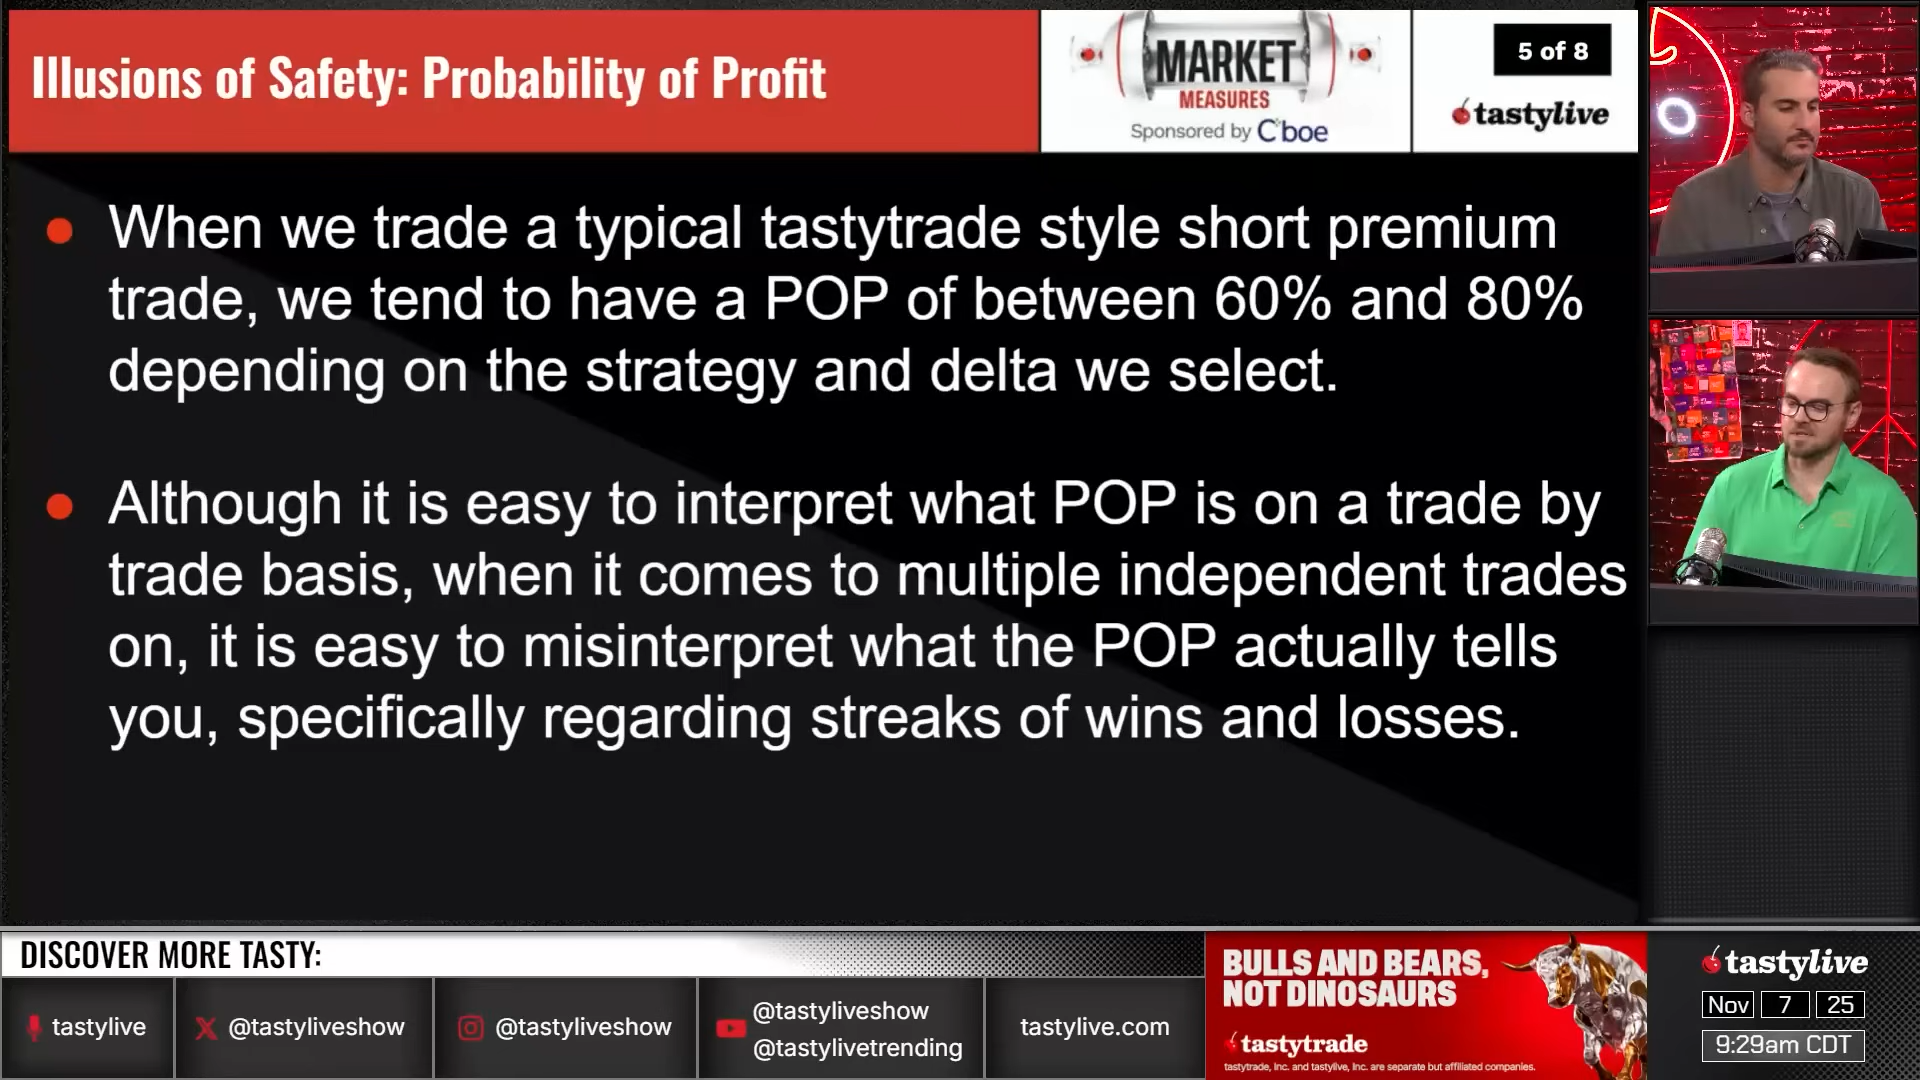 Illusions of Safety: Probability of Profit
MARKET
MEASURES
Sponsored by Cboe
5 of 8
tastylive
When we trade a typical tastytrade style short premium
trade, we tend to have a POP of between 60% and 80%
depending on the strategy and delta we select.
Although it is easy to interpret what POP is on a trade by
trade basis, when it comes to multiple independent trades
on, it is easy to misinterpret what the POP actually tells
you, specifically regarding streaks of wins and losses.
DISCOVER MORE TASTY:
tastylive
@tastyliveshow
@tastyliveshow
@tastyliveshow
@tastylivetrending
tastylive.com
BULLS AND BEARS,
NOT DINOSAURS
tastytrade
tastytrade, Inc. and tastylive, Inc. are separate but affiliated companies.
tastylive
Nov 7 25
9:29am CDT